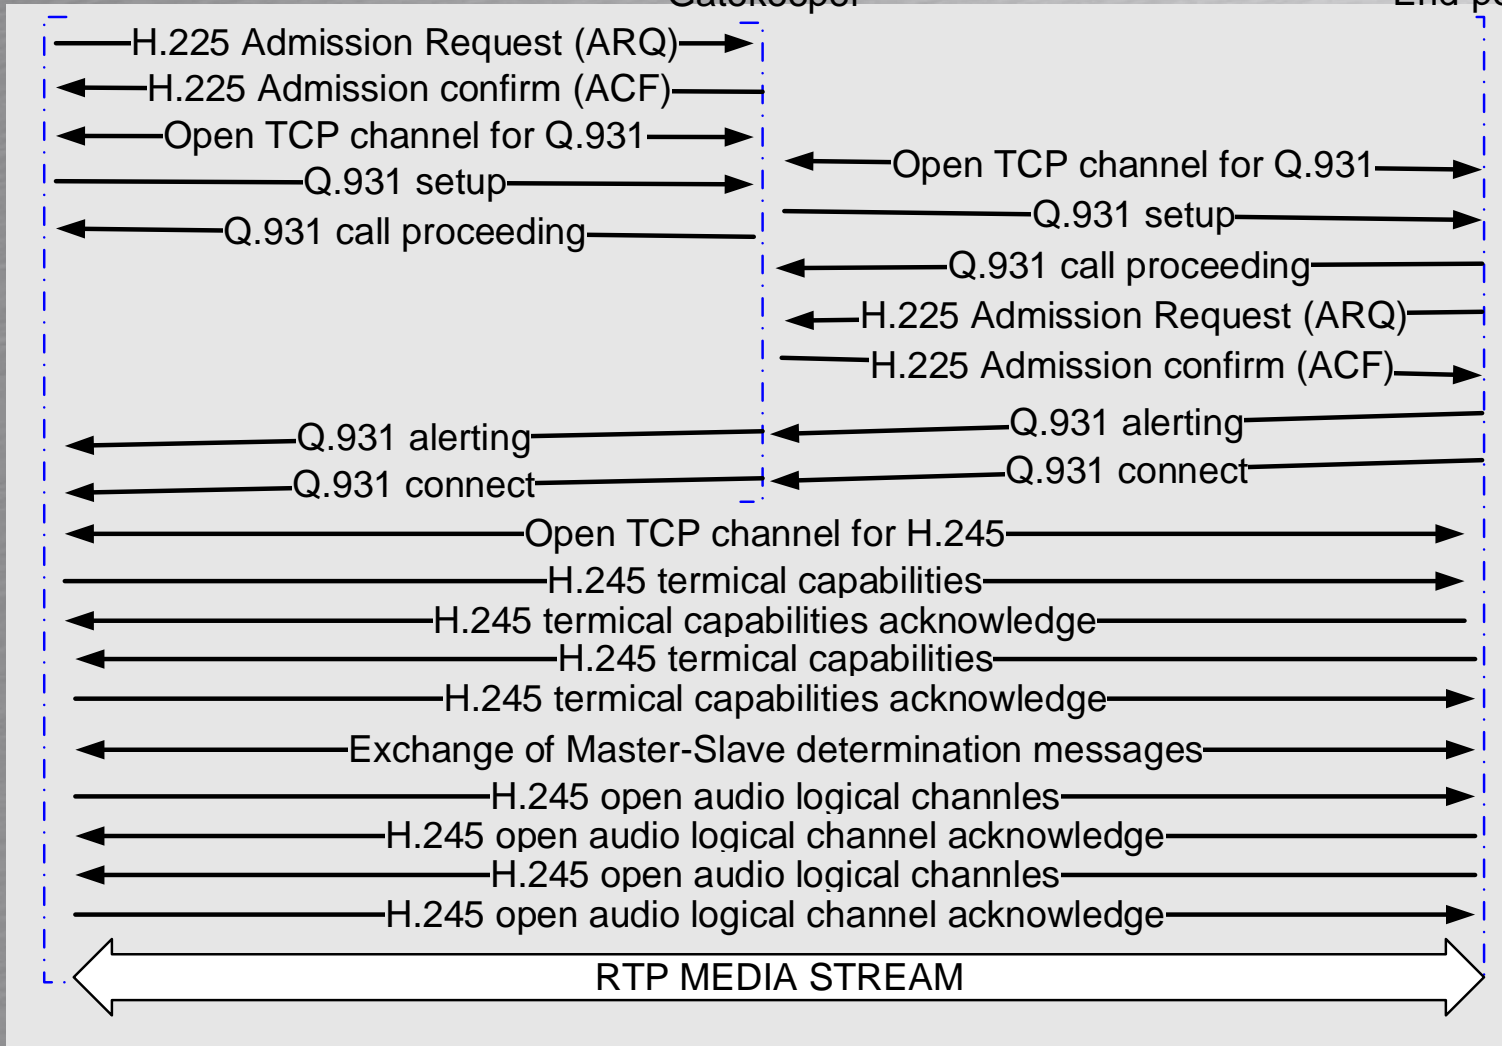 Gatekeeper
H.225 Admission Request (ARQ)
H.225 Admission confirm (ACF)
Open TCP channel for Q.931
Open TCP channel for Q.931
Q.931 setup
Q.931 setup
Q.931 call proceeding
Q.931 call proceeding
H.225 Admission Request (ARQ)
H.225 Admission confirm (ACF)
Q.931 alerting
Q.931 alerting
Q.931 connect
Q.931 connect
Open TCP channel for H.245
H.245 termical capabilities
H.245 termical capabilities acknowledge
H.245 termical capabilities
H.245 termical capabilities acknowledge
Exchange of Master-Slave determination messages
H.245 open audio logical channles
H.245 open audio logical channel acknowledge
H.245 open audio logical channles
H.245 open audio logical channel acknowledge
RTP MEDIA STREAM